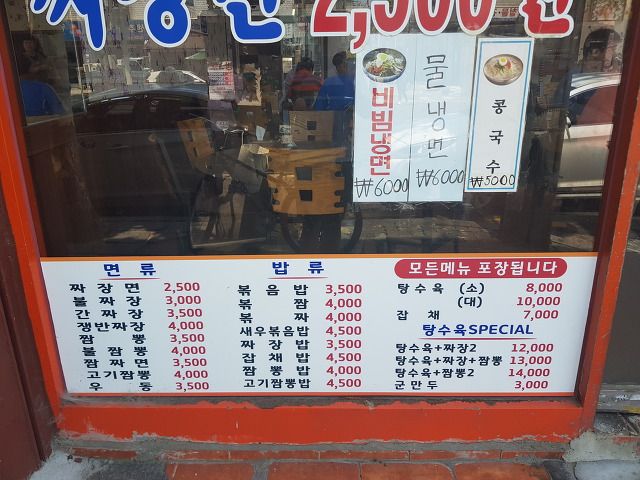 짜장면 2,500원
비빔냉면 ₩6000
물냉면 ₩6000
콩국수 ₩5000
면류
짜장면 2,500
불짜장 3,000
간짜장 3,500
쟁반짜장 4,000
짬뽕 3,500
불짬뽕 4,000
짬짜면 3,500
고기짬뽕 4,000
우동 3,500
밥류
볶음밥 3,500
볶짬 4,000
볶짜 4,000
새우볶음밥 4,500
짜장밥 3,500
잡채밥 4,500
짬뽕밥 4,000
고기짬뽕밥 4,500
모든메뉴 포장됩니다
탕수육 (소) 8,000
(대) 10,000
잡채 7,000
탕수육SPECIAL
탕수육+짜장2 12,000
탕수육+짜장+짬뽕 13,000
탕수육+짬뽕2 14,000
군만두 3,000